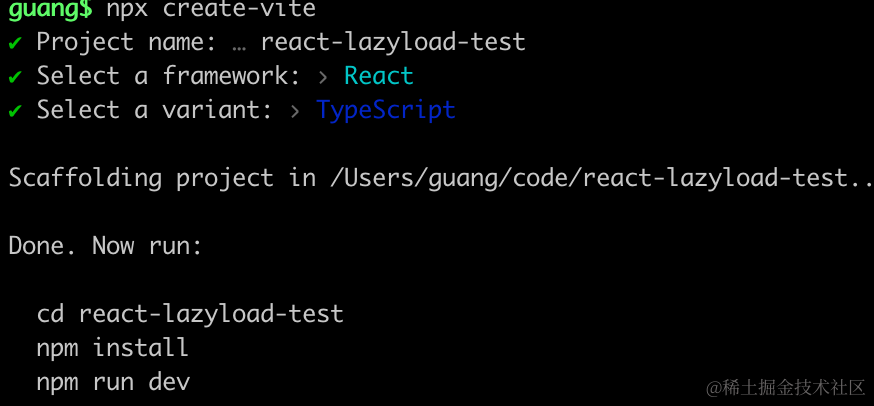 guang$ npx create-vite
✔ Project name: … react-lazyload-test
✔ Select a framework: › React
✔ Select a variant: › TypeScript
Scaffolding project in /Users/guang/code/react-lazyload-test..
Done. Now run:
cd react-lazyload-test
npm install
npm run dev
@稀土掘金技术社区